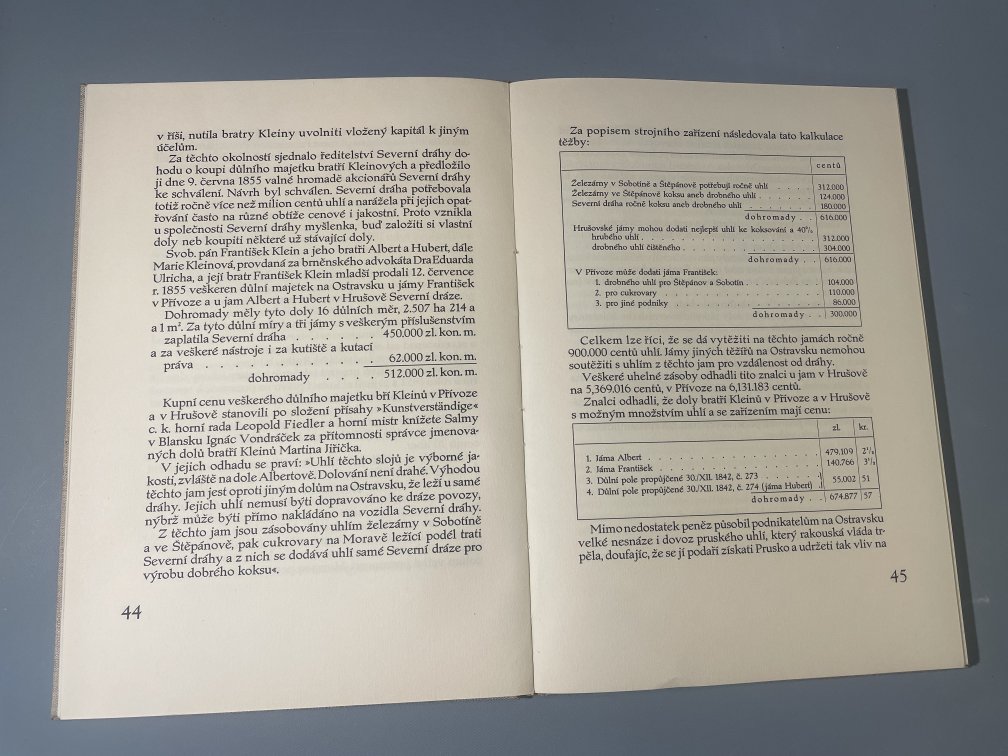 v říši, nutila bratry Kleiny uvolniti vložený kapitál k jiným
účelům.
Za těchto okolností sjednalo ředitelství Severní dráhy do-
hodu o koupi důlního majetku bratří Kleinových a předložilo
ji dne 9. června 1855 valné hromadě akcionářů Severní dráhy
ke schválení. Návrh byl schválen. Severní dráha potřebovala
totiž ročně více než milion centů uhlí a narážela při jejich opat-
řování často na různé obtíže cenové i jakostní. Proto vznikla
u společnosti Severní dráhy myšlenka, buď založiti si vlastní
doly neb koupiti některé už stávající doly.
Svob. pán František Klein a jeho bratři Albert a Hubert, dále
Marie Kleinová, provdaná za brněnského advokáta Dra Eduarda
Ulricha, a její bratr František Klein mladší prodali 12. července
r. 1855 veškeren důlní majetek na Ostravsku u jámy František
v Přívoze a u jam Albert a Hubert v Hrušově Severní dráze.
Dohromady měly tyto doly 16 důlních měr, 2.507 ha 214 a
a 1 m². Za tyto důlní míry a tři jámy s veškerým příslušenstvím
zaplatila Severní dráha . . . . . 450.000 zl. kon. m.
a za veškeré nástroje i za kutiště a kutací
práva . . . . . . . . . . 62.000 zl. kon. m.
dohromady . . . . 512.000 zl. kon. m.
Kupní cenu veškerého důlního majetku bří Kleinů v Přívoze
a v Hrušově stanovili po složení přísahy »Kunstverständige«
c. k. horní rada Leopold Fiedler a horní mistr knížete Salmy
v Blansku Ignác Vondráček za přítomnosti správce jmenova-
ných dolů bratří Kleinů Martina Jiřička.
V jejich odhadu se praví: »Uhlí těchto slojů je výborné ja-
kosti, zvláště na dole Albertově. Dolování není drahé. Výhodou
těchto jam jest oproti jiným dolům na Ostravsku, že leží u samé
dráhy. Jejich uhlí nemusí býti dopravováno ke dráze povozy,
nýbrž může býti přímo nakládáno na vozidla Severní dráhy.
Z těchto jam jsou zásobovány uhlím železárny v Sobotíně
a ve Štěpánově, pak cukrovary na Moravě ležící podél trati
Severní dráhy a z nich se dodává uhlí samé Severní dráze pro
výrobu dobrého koksu«.
44
Za popisem strojního zařízení následovala tato kalkulace
těžby:
centů
Železárny v Sobotíně a Štěpánově potřebují ročně uhlí . . . . 312.000
Železárny ve Štěpánově koksu aneb drobného uhlí . . . . . . 124.000
Severní dráha ročně koksu aneb drobného uhlí 180.000
dohromady . . 616.000
Hrušovské jámy mohou dodati nejlepší uhlí ke koksování a 40%
hrubého uhlí . . . . . . . . . . 312.000
drobného uhlí čištěného . . . . . . . . 304.000
dohromady . . 616.000
V Přívoze může dodati jáma František:
1. drobného uhlí pro Štěpánov a Sobotín . . . . . . 104.000
2. pro cukrovary . . . . . . . . . . 110.000
3. pro jiné podniky . . . . . . . . . 86.000
dohromady . . 300.000
Celkem lze říci, že se dá vytěžiti na těchto jamách ročně
900.000 centů uhlí. Jámy jiných těžířů na Ostravsku nemohou
soutěžiti s uhlím z těchto jam pro vzdálenost od dráhy.
Veškeré uhelné zásoby odhadli tito znalci u jam v Hrušově
na 5,369.016 centů, v Přívoze na 6,131.183 centů.
Znalci odhadli, že doly bratří Kleinů v Přívoze a v Hrušově
s možným množstvím uhlí a se zařízením mají cenu:
zl. kr.
1. Jáma Albert . . . . . . . . . . 479.109 2¹/₂
2. Jáma František . . . . . . . . . 140.766 3¹/₂
3. Důlní pole propůjčené 30./XII. 1842, č. 273 . . . . .
4. Důlní pole propůjčené 30./XII. 1842, č. 274 (jáma Hubert) . 55.002 51
dohromady . . 674.877 57
Mimo nedostatek peněz působil podnikatelům na Ostravsku
velké nesnáze i dovoz pruského uhlí, který rakouská vláda tr-
pěla, doufajíc, že se jí podaří získati Prusko a udržeti tak vliv na
45